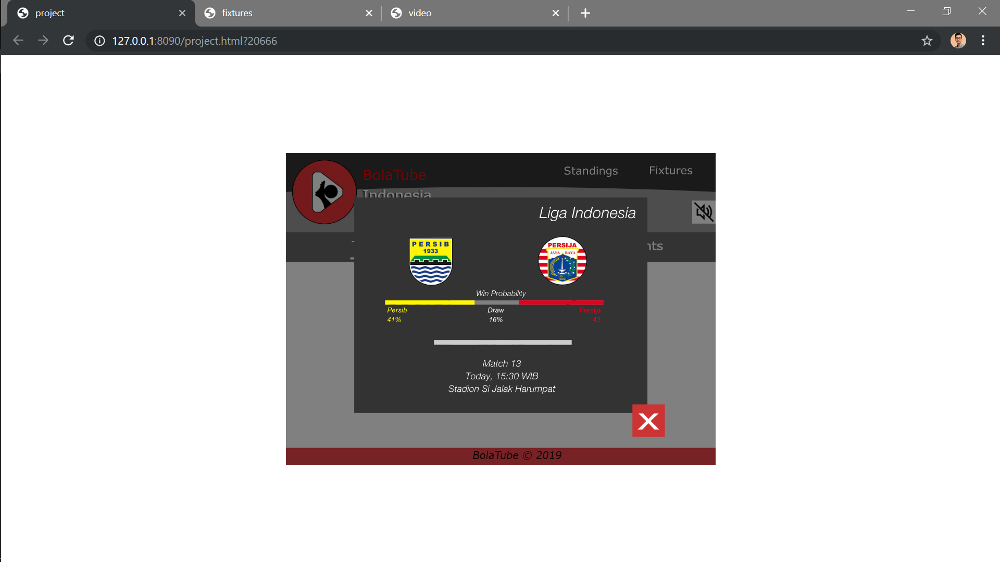 project
fixtures
video
127.0.0.1:8090/project.html?20666
BolaTube
Standings
Fixtures
Indonesia
Liga Indonesia
nts
PERSIB
1933
PERSIJA
JAYA RAYA
Win Probability
Persib
Draw
Persija
41%
16%
43
Match 13
Today, 15:30 WIB
Stadion Si Jalak Harumpat
X
BolaTube © 2019